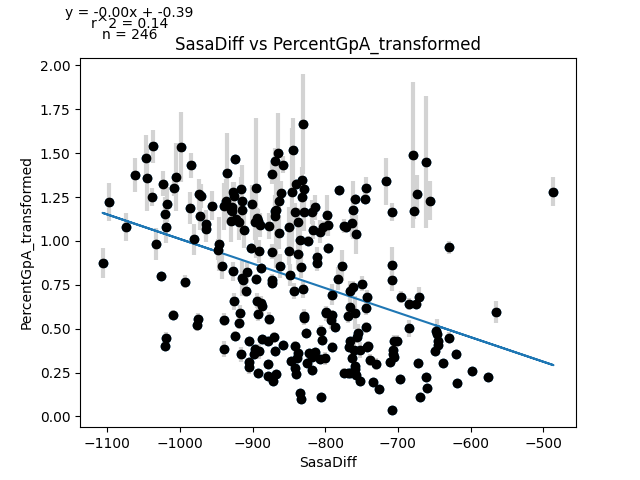 y = -0.00x + -0.39
r^2 = 0.14
n = 246
SasaDiff vs PercentGpA_transformed
2.00
1.75
1.50
1.25
1.00
0.75
0.50
0.25
0.00
PercentGpA_transformed
−1100 −1000 −900 −800 −700 −600 −500
SasaDiff